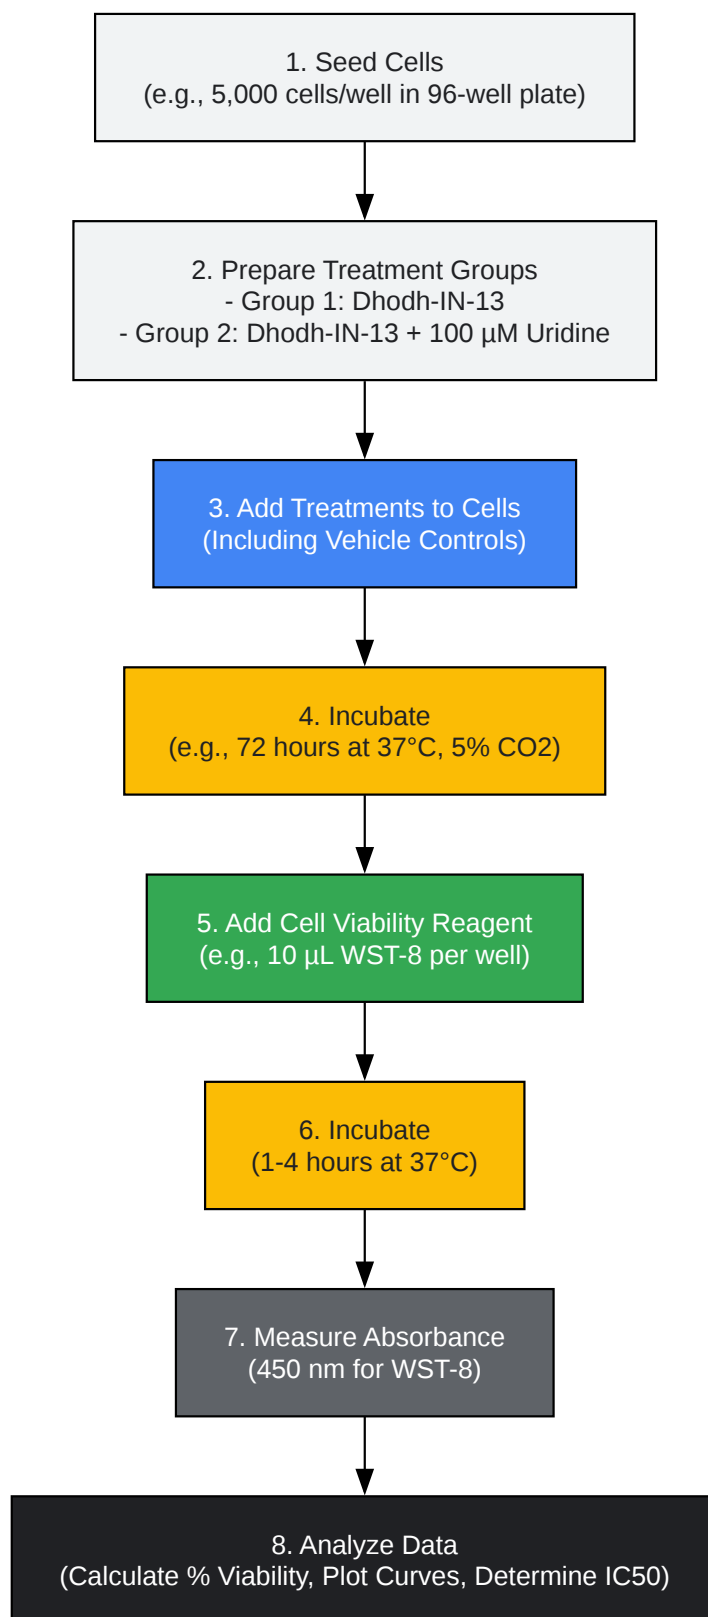 1. Seed Cells
(e.g., 5,000 cells/well in 96-well plate)
2. Prepare Treatment Groups
- Group 1: Dhodh-IN-13
- Group 2: Dhodh-IN-13 + 100 µM Uridine
3. Add Treatments to Cells
(Including Vehicle Controls)
4. Incubate
(e.g., 72 hours at 37°C, 5% CO2)
5. Add Cell Viability Reagent
(e.g., 10 µL WST-8 per well)
6. Incubate
(1-4 hours at 37°C)
7. Measure Absorbance
(450 nm for WST-8)
8. Analyze Data
(Calculate % Viability, Plot Curves, Determine IC50)